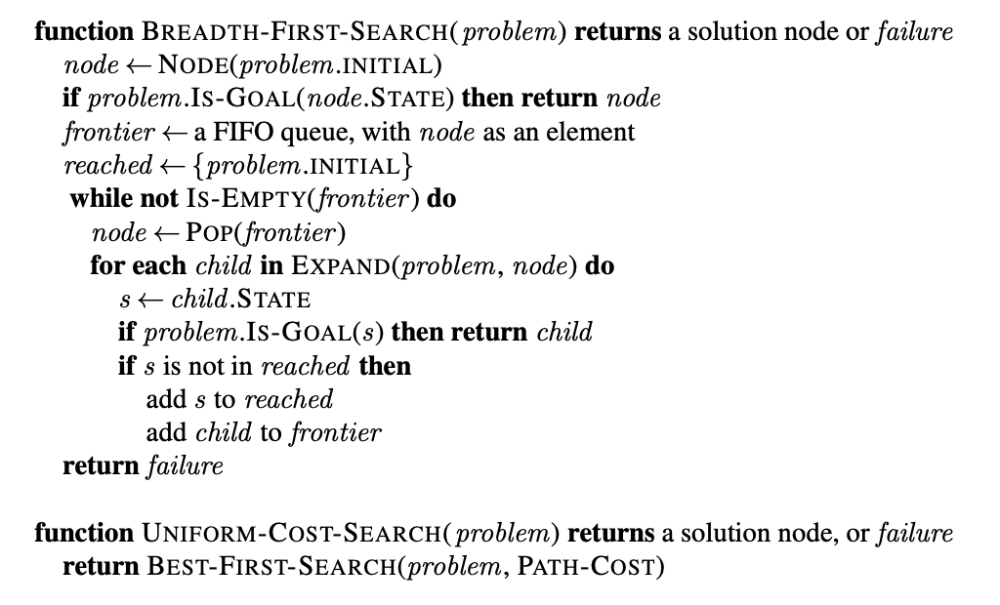 function BREADTH-FIRST-SEARCH(problem) returns a solution node or failure
node ← NODE(problem.INITIAL)
if problem.IS-GOAL(node.STATE) then return node
frontier ← a FIFO queue, with node as an element
reached ← {problem.INITIAL}
while not IS-EMPTY(frontier) do
node ← POP(frontier)
for each child in EXPAND(problem, node) do
s ← child.STATE
if problem.IS-GOAL(s) then return child
if s is not in reached then
add s to reached
add child to frontier
return failure
function UNIFORM-COST-SEARCH(problem) returns a solution node, or failure
return BEST-FIRST-SEARCH(problem, PATH-COST)